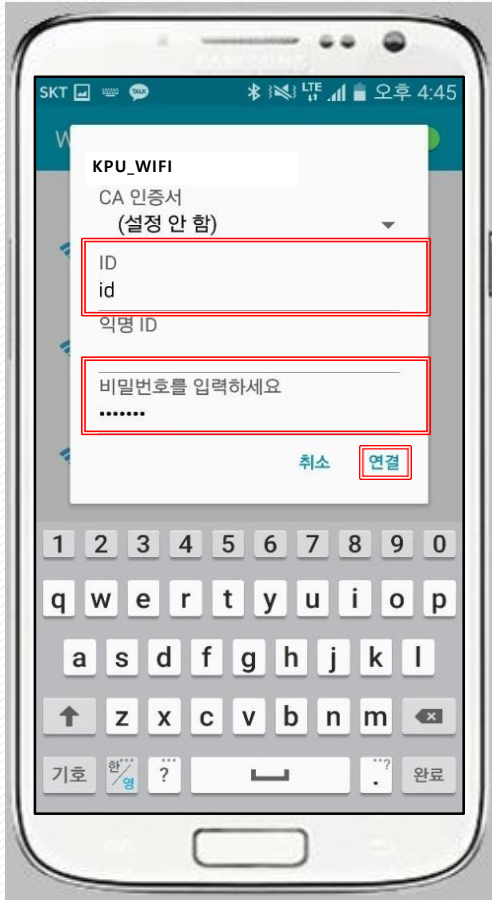 SKT TALK LTE 오후 4:45
W
KPU_WIFI
CA 인증서
(설정 안 함)
ID
id
익명 ID
비밀번호를 입력하세요
•••••••
취소 연결
1 2 3 4 5 6 7 8 9 0
q w e r t y u i o p
a s d f g h j k l
z x c v b n m
기호 한/영 ? . ? 완료